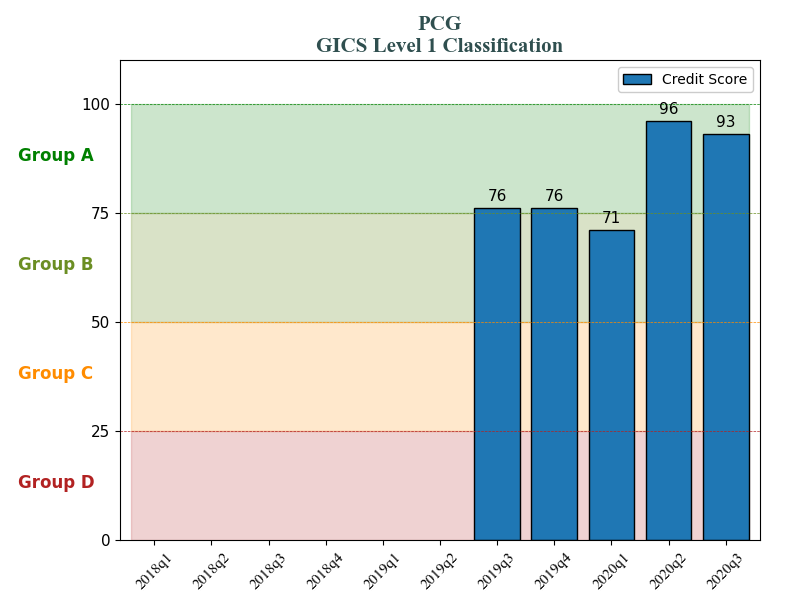 PCG
GICS Level 1 Classification
Credit Score
100
96
93
Group A
76
76
75
71
Group B
50
Group C
25
Group D
0
2018q1
2018q2
2018q3
2018q4
2019q1
2019q2
2019q3
2019q4
2020q1
2020q2
2020q3